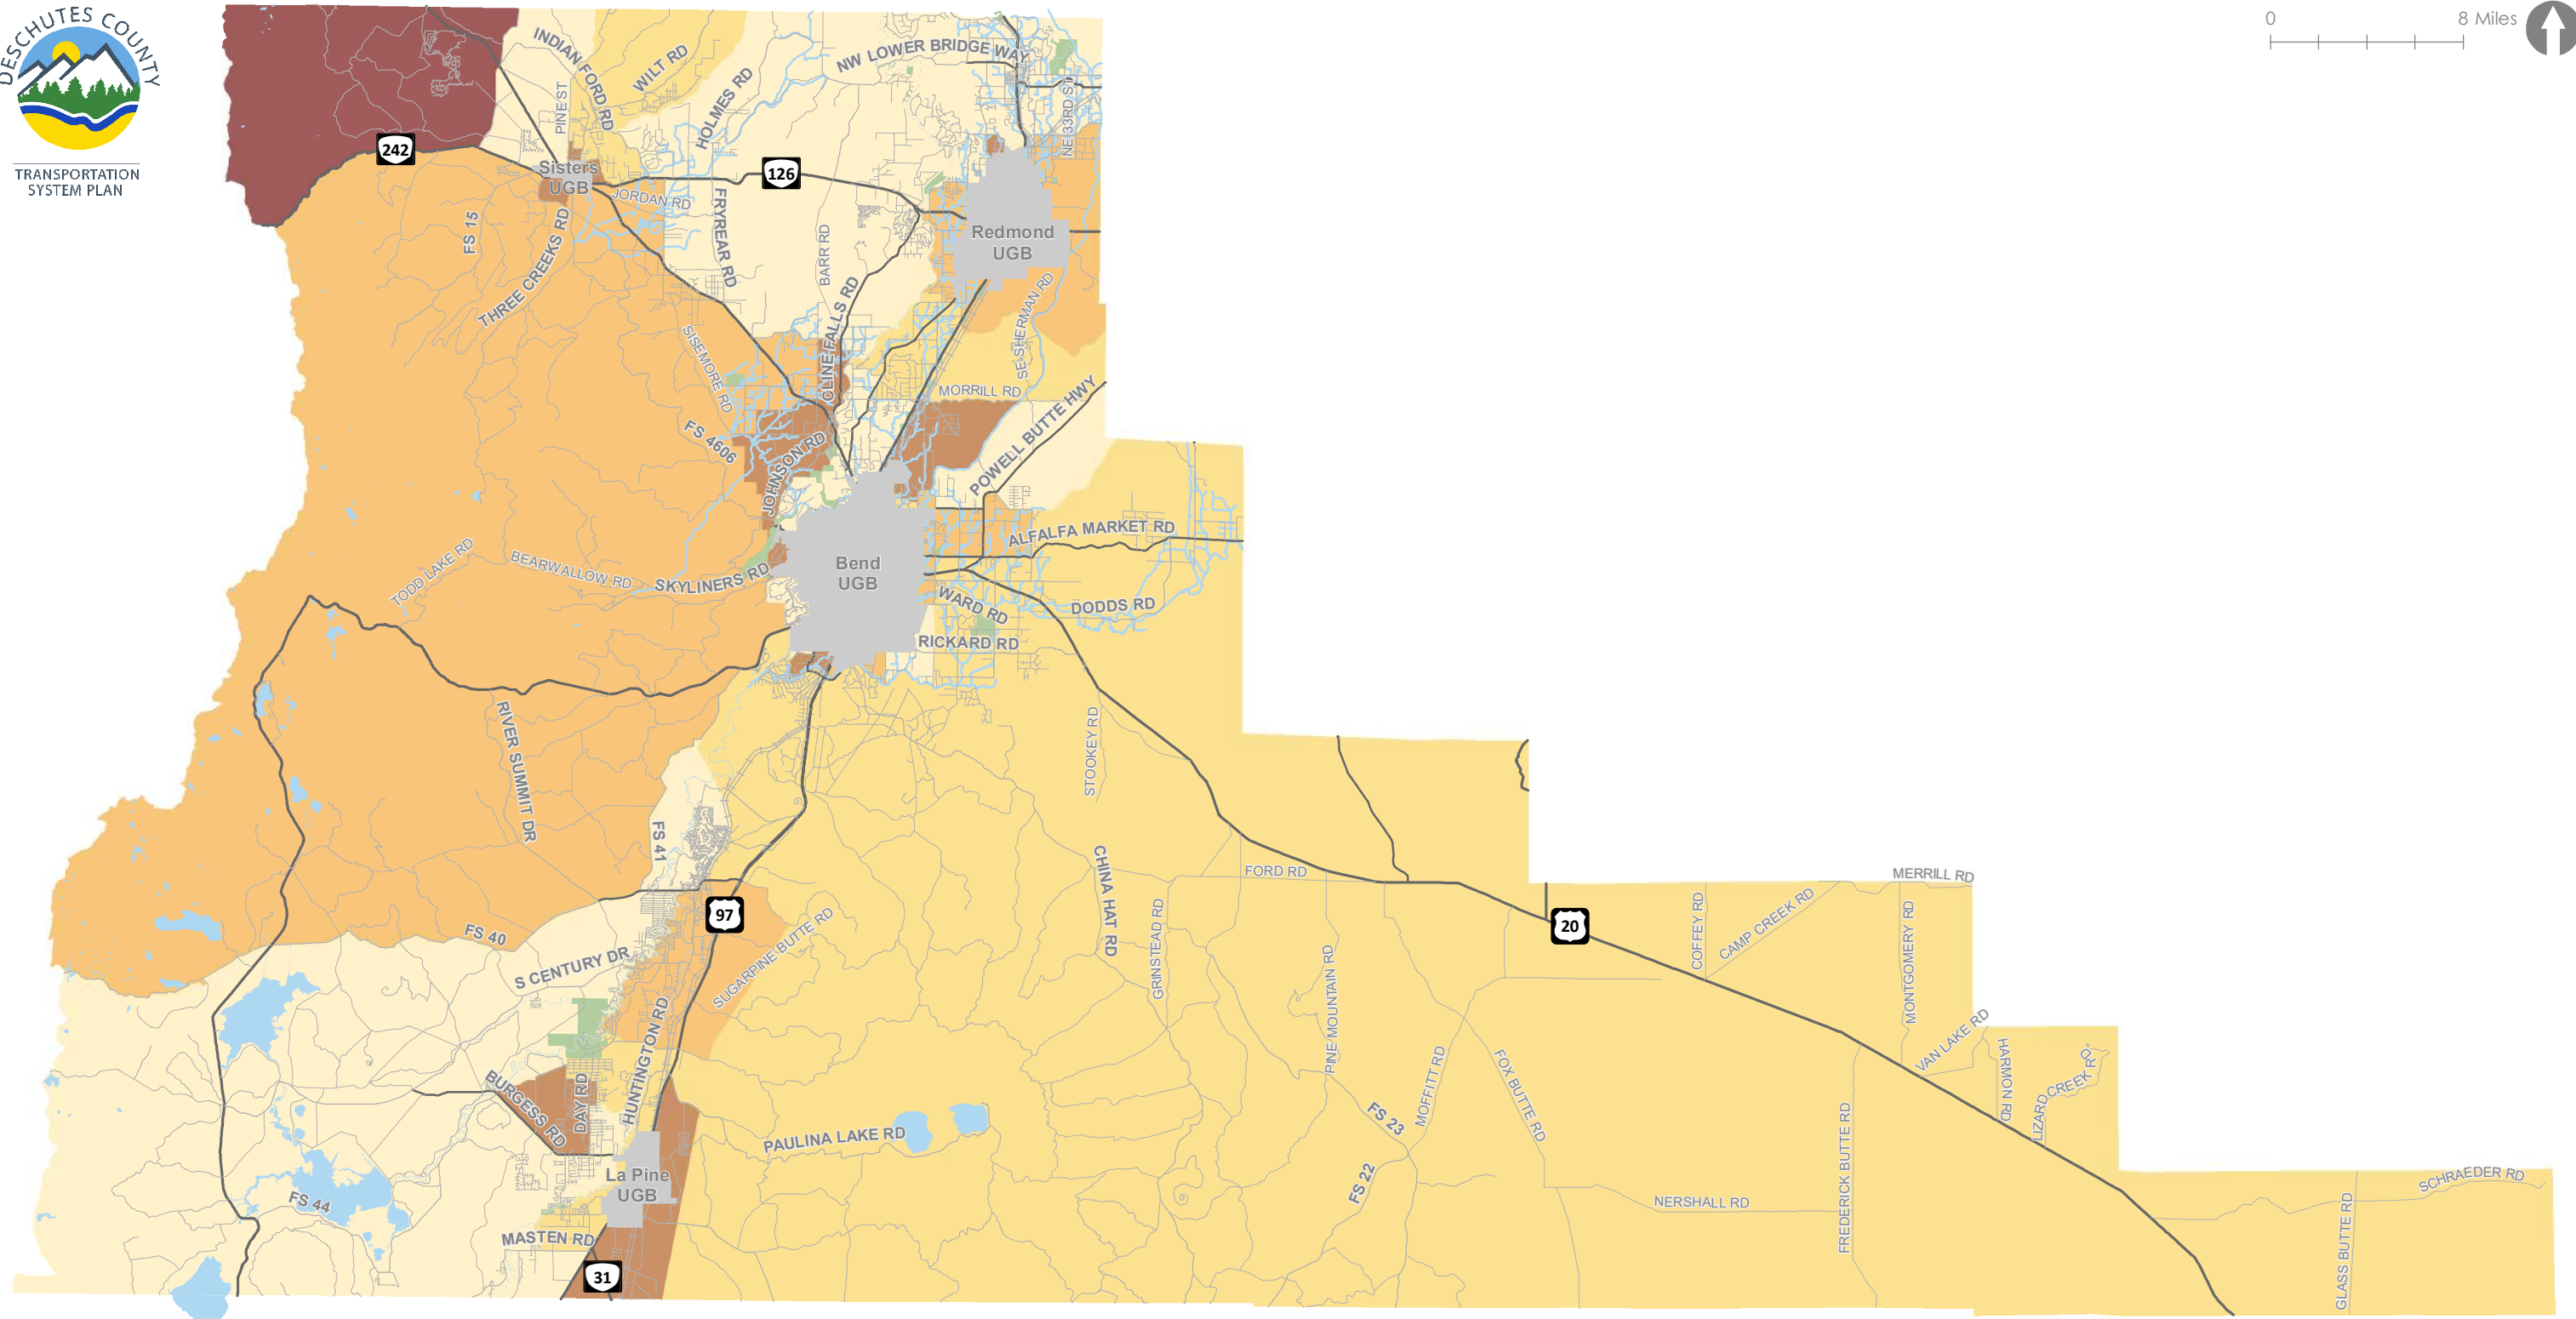 DESCHUTES COUNTY
TRANSPORTATION
SYSTEM PLAN
0
8 Miles
INDIAN FORD RD
WILT RD
NW LOWER BRIDGE WAY
PINE ST
HOLMES RD
NE 33RD ST
242
Sisters
UGB
126
JORDAN RD
FRYREAR RD
FS 15
THREE CREEKS RD
BARR RD
Redmond
UGB
CLINE FALLS RD
SE SHERMAN RD
SISEMORE RD
MORRILL RD
POWELL BUTTE HWY
FS 4606
JOHNSON RD
ALFALFA MARKET RD
TODD LAKE RD
BEARWALLOW RD
SKYLINERS RD
Bend
UGB
WARD RD
DODDS RD
RICKARD RD
RIVER SUMMIT DR
STOOKEY RD
FS 41
CHINA HAT RD
FORD RD
MERRILL RD
97
20
GRINSTEAD RD
COFFEY RD
CAMP CREEK RD
MONTGOMERY RD
FS 40
S CENTURY DR
SUGARPINE BUTTE RD
PINE MOUNTAIN RD
HUNTINGTON RD
VAN LAKE RD
HARMON RD
LIZARD CREEK RD
MOFFITT RD
FOX BUTTE RD
BURGESS RD
DAY RD
FS 23
PAULINA LAKE RD
FREDERICK BUTTE RD
La Pine
UGB
FS 22
FS 44
NERSHALL RD
SCHRAEDER RD
GLASS BUTTE RD
MASTEN RD
31